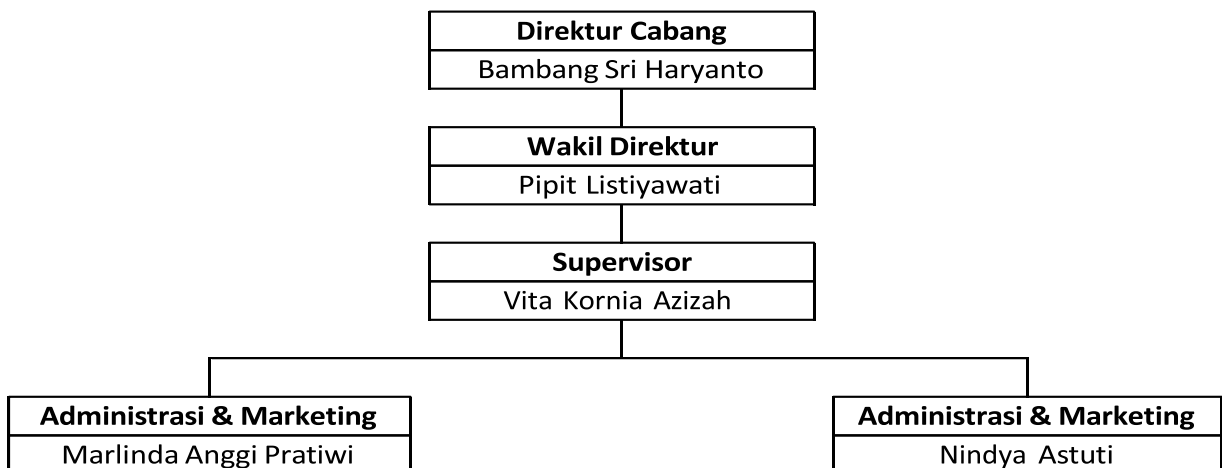 Direktur Cabang
Bambang Sri Haryanto
Wakil Direktur
Pipit Listiyawati
Supervisor
Vita Kornia Azizah
Administrasi & Marketing
Marlinda Anggi Pratiwi
Administrasi & Marketing
Nindya Astuti